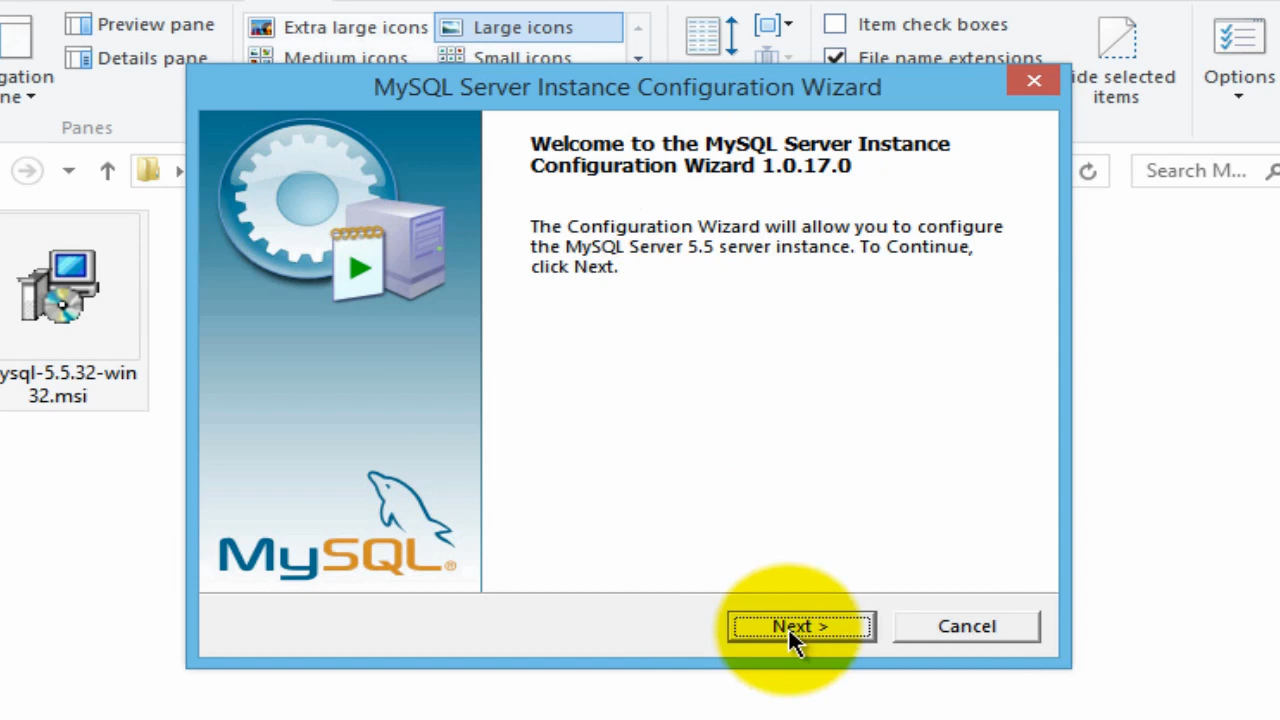 Preview pane
Extra large icons
Large icons
Item check boxes
Details pane
Medium icons
Small icons
File name extensions
gation
ne
ide selected
items
Options
Panes
MySQL Server Instance Configuration Wizard
Search M...
Welcome to the MySQL Server Instance
Configuration Wizard 1.0.17.0
The Configuration Wizard will allow you to configure
the MySQL Server 5.5 server instance. To Continue,
click Next.
ysql-5.5.32-win
32.msi
MySQL®
Next >
Cancel